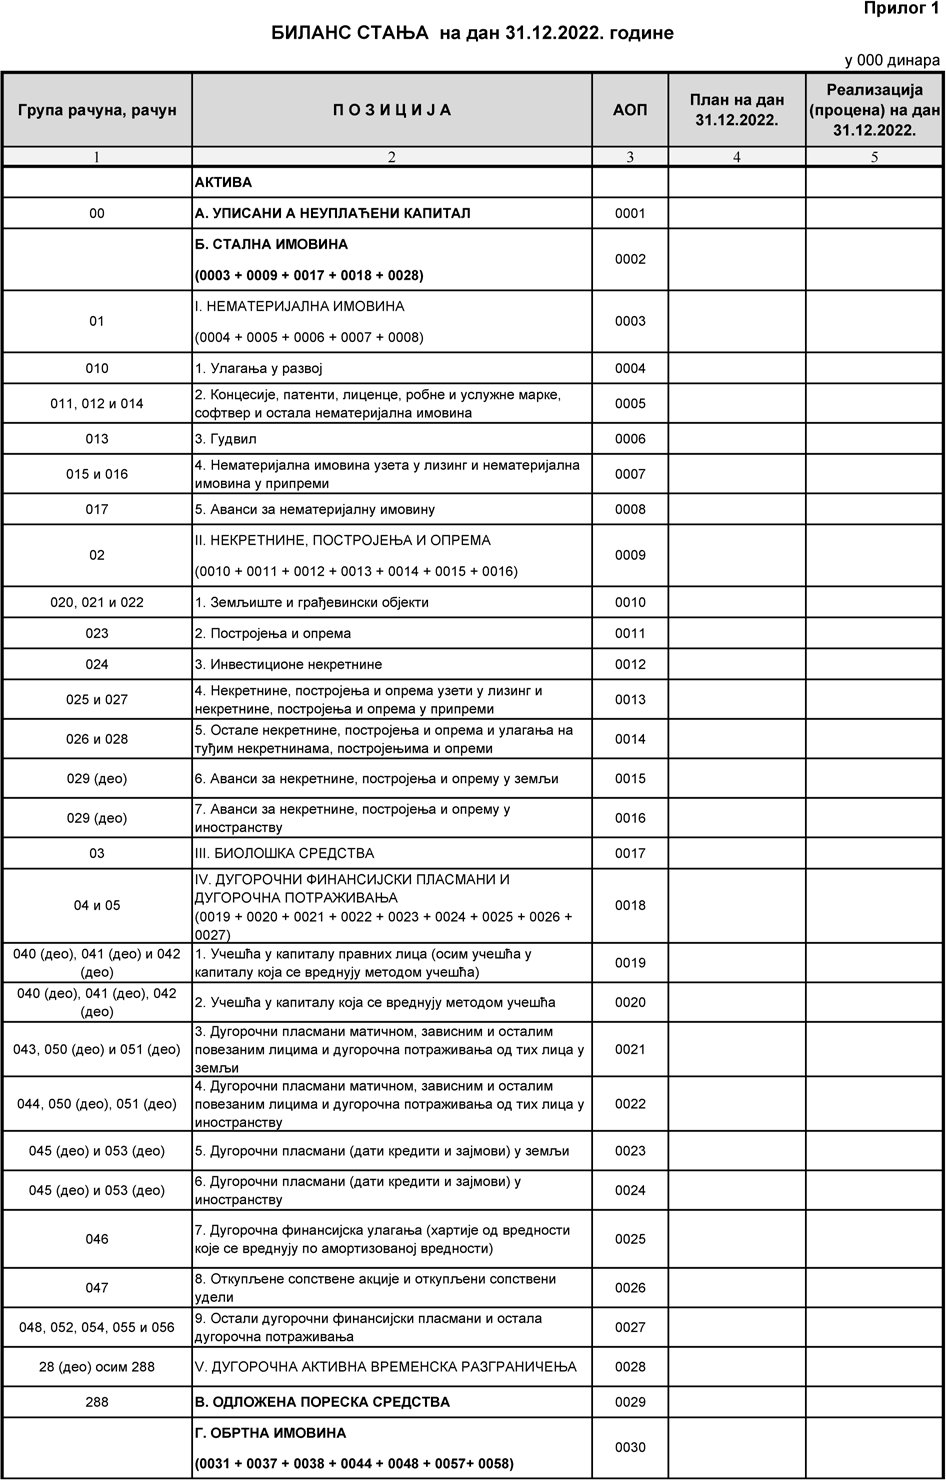 Прилог 1
БИЛАНС СТАЊА на дан 31.12.2022. године
у 000 динара
Група рачуна, рачун П О З И Ц И Ј А АОП План на дан 31.12.2022. Реализација (процена) на дан 31.12.2022.
1 2 3 4 5
АКТИВА
00 А. УПИСАНИ А НЕУПЛАЋЕНИ КАПИТАЛ 0001
Б. СТАЛНА ИМОВИНА
(0003 + 0009 + 0017 + 0018 + 0028) 0002
01 I. НЕМАТЕРИЈАЛНА ИМОВИНА
(0004 + 0005 + 0006 + 0007 + 0008) 0003
010 1. Улагања у развој 0004
011, 012 и 014 2. Концесије, патенти, лиценце, робне и услужне марке,
софтвер и остала нематеријална имовина 0005
013 3. Гудвил 0006
015 и 016 4. Нематеријална имовина узета у лизинг и нематеријална
имовина у припреми 0007
017 5. Аванси за нематеријалну имовину 0008
02 II. НЕКРЕТНИНЕ, ПОСТРОЈЕЊА И ОПРЕМА
(0010 + 0011 + 0012 + 0013 + 0014 + 0015 + 0016) 0009
020, 021 и 022 1. Земљиште и грађевински објекти 0010
023 2. Постројења и опрема 0011
024 3. Инвестиционе некретнине 0012
025 и 027 4. Некретнине, постројења и опрема узети у лизинг и
некретнине, постројења и опрема у припреми 0013
026 и 028 5. Остале некретнине, постројења и опрема и улагања на
туђим некретнинама, постројењима и опреми 0014
029 (део) 6. Аванси за некретнине, постројења и опрему у земљи 0015
029 (део) 7. Аванси за некретнине, постројења и опрему у
иностранству 0016
03 III. БИОЛОШКА СРЕДСТВА 0017
04 и 05 IV. ДУГОРОЧНИ ФИНАНСИЈСКИ ПЛАСМАНИ И
ДУГОРОЧНА ПОТРАЖИВАЊА
(0019 + 0020 + 0021 + 0022 + 0023 + 0024 + 0025 + 0026 +
0027) 0018
040 (део), 041 (део) и 042 (део) 1. Учешћа у капиталу правних лица (осим учешћа у
капиталу која се вреднују методом учешћа) 0019
040 (део), 041 (део), 042 (део) 2. Учешћа у капиталу која се вреднују методом учешћа 0020
043, 050 (део) и 051 (део) 3. Дугорочни пласмани матичном, зависним и осталим
повезаним лицима и дугорочна потраживања од тих лица у
земљи 0021
044, 050 (део), 051 (део) 4. Дугорочни пласмани матичном, зависним и осталим
повезаним лицима и дугорочна потраживања од тих лица у
иностранству 0022
045 (део) и 053 (део) 5. Дугорочни пласмани (дати кредити и зајмови) у земљи 0023
045 (део) и 053 (део) 6. Дугорочни пласмани (дати кредити и зајмови) у
иностранству 0024
046 7. Дугорочна финансијска улагања (хартије од вредности
које се вреднују по амортизованој вредности) 0025
047 8. Откупљене сопствене акције и откупљени сопствени
удели 0026
048, 052, 054, 055 и 056 9. Остали дугорочни финансијски пласмани и остала
дугорочна потраживања 0027
28 (део) осим 288 V. ДУГОРОЧНА АКТИВНА ВРЕМЕНСКА РАЗГРАНИЧЕЊА 0028
288 В. ОДЛОЖЕНА ПОРЕСКА СРЕДСТВА 0029
Г. ОБРТНА ИМОВИНА
(0031 + 0037 + 0038 + 0044 + 0048 + 0057+ 0058) 0030